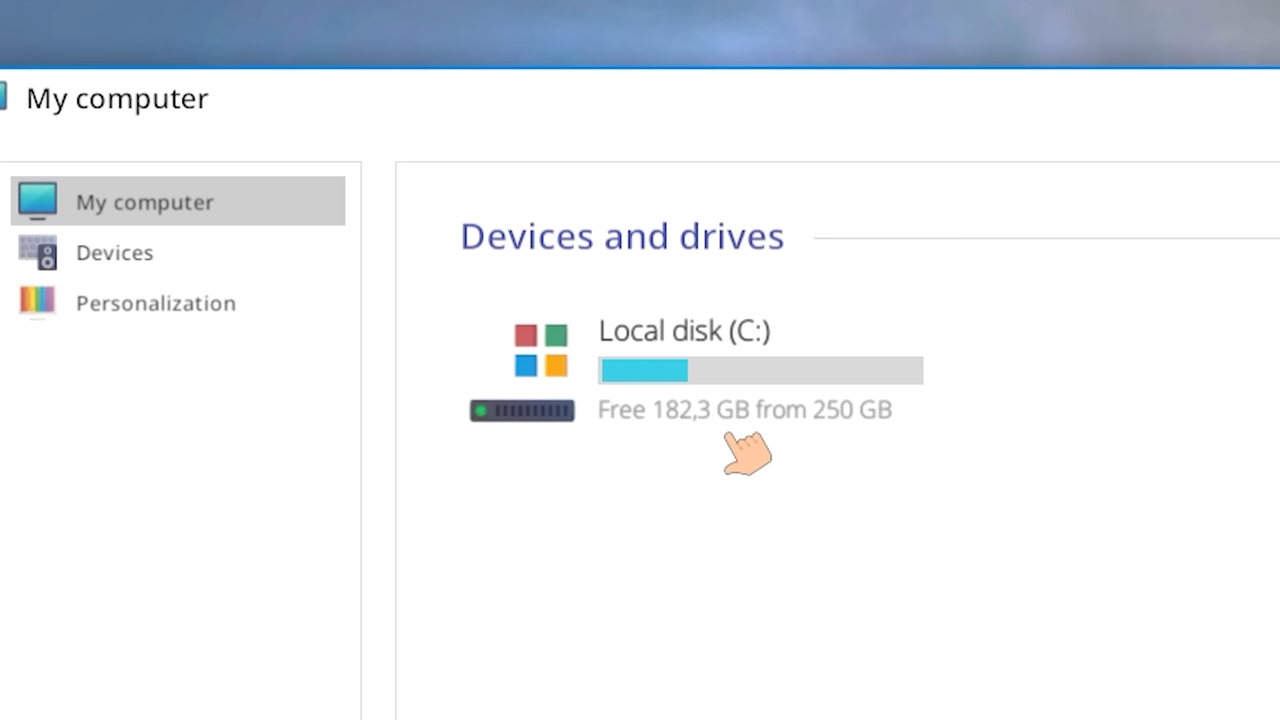 My computer
My computer
Devices
Personalization
Devices and drives
Local disk (C:)
Free 182,3 GB from 250 GB